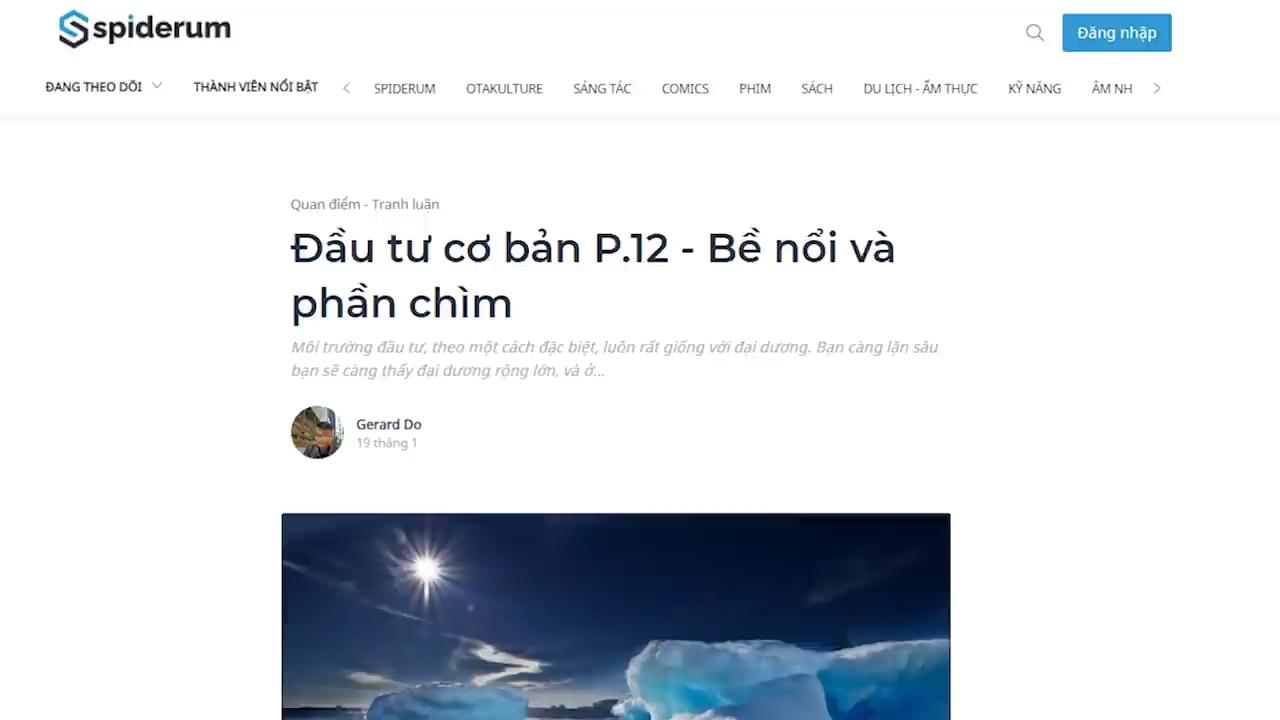 spiderum
Đăng nhập
ĐANG THEO DÕI
THÀNH VIÊN NỔI BẬT
SPIDERUM
OTAKULTURE
SÁNG TÁC
COMICS
PHIM
SÁCH
DU LỊCH - ẨM THỰC
KỸ NĂNG
ÂM NH
Quan điểm - Tranh luận
Đầu tư cơ bản P.12 - Bề nổi và
phần chìm
Môi trường đầu tư, theo một cách đặc biệt, luôn rất giống với đại dương. Bạn càng lặn sâu
bạn sẽ càng thấy đại dương rộng lớn, và ở...
Gerard Do
19 tháng 1